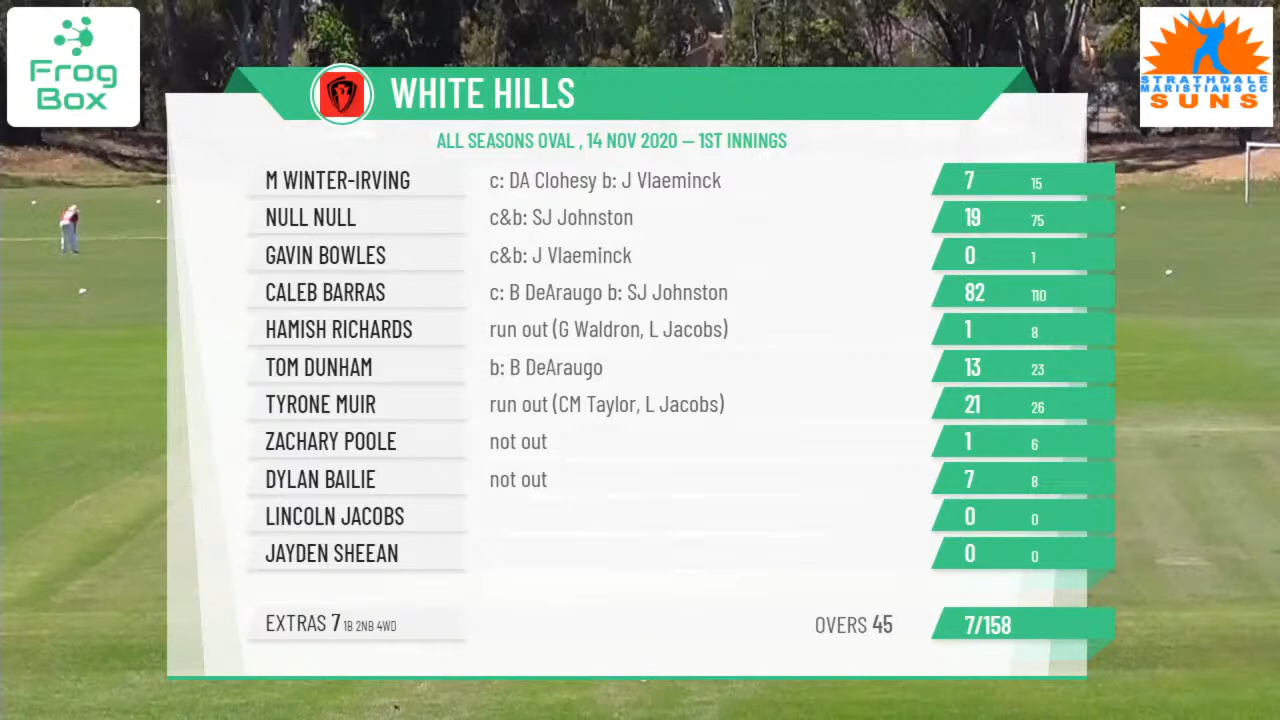 Frog
Box
STRATHDALE
MARISTIANS CC
SUNS
WHITE HILLS
ALL SEASONS OVAL , 14 NOV 2020 – 1ST INNINGS
M WINTER-IRVING c: DA Clohesy b: J Vlaeminck 7 15
NULL NULL c&b: SJ Johnston 19 75
GAVIN BOWLES c&b: J Vlaeminck 0 1
CALEB BARRAS c: B DeAraugo b: SJ Johnston 82 110
HAMISH RICHARDS run out (G Waldron, L Jacobs) 1 8
TOM DUNHAM b: B DeAraugo 13 23
TYRONE MUIR run out (CM Taylor, L Jacobs) 21 26
ZACHARY POOLE not out 1 6
DYLAN BAILIE not out 7 8
LINCOLN JACOBS 0 0
JAYDEN SHEEAN 0 0
EXTRAS 7 1B 2NB 4WD OVERS 45 7/158